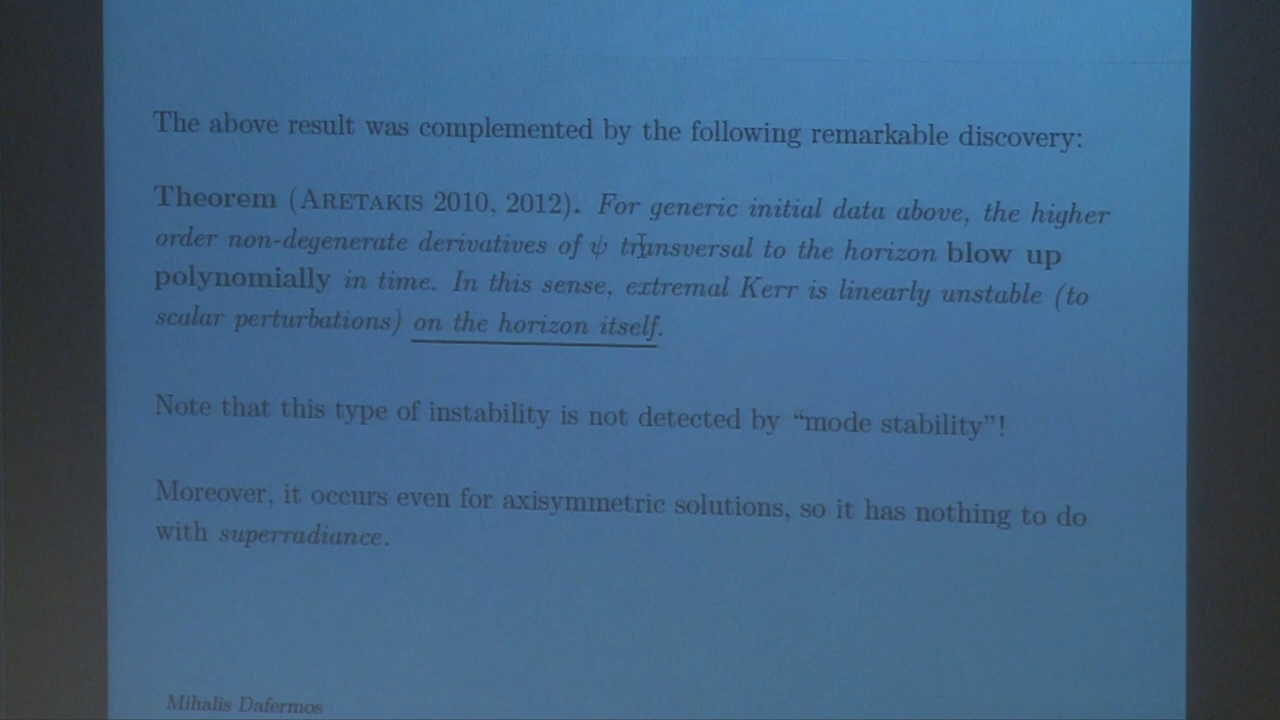 The above result was complemented by the following remarkable discovery:
Theorem (ARETAKIS 2010, 2012). For generic initial data above, the higher
order non-degenerate derivatives of ψ transversal to the horizon blow up
polynomially in time. In this sense, extremal Kerr is linearly unstable (to
scalar perturbations) on the horizon itself.
Note that this type of instability is not detected by “mode stability”!
Moreover, it occurs even for axisymmetric solutions, so it has nothing to do
with superradiance.
Mihalis Dafermos